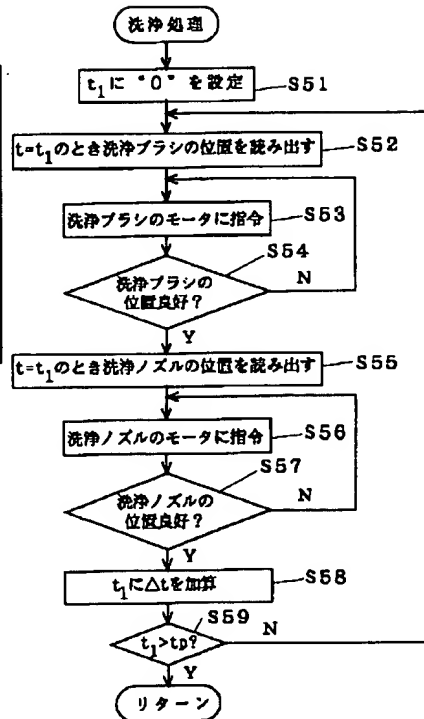 洗浄処理
t₁に "0" を設定
S51
t=t₁のとき洗浄ブラシの位置を読み出す
S52
洗浄ブラシのモータに指令
S53
S54
洗浄ブラシの
位置良好?
N
Y
t=t₁のとき洗浄ノズルの位置を読み出す
S55
洗浄ノズルのモータに指令
S56
S57
洗浄ノズルの
位置良好?
N
Y
t₁に△tを加算
S58
S59
t₁>tp?
N
Y
リターン